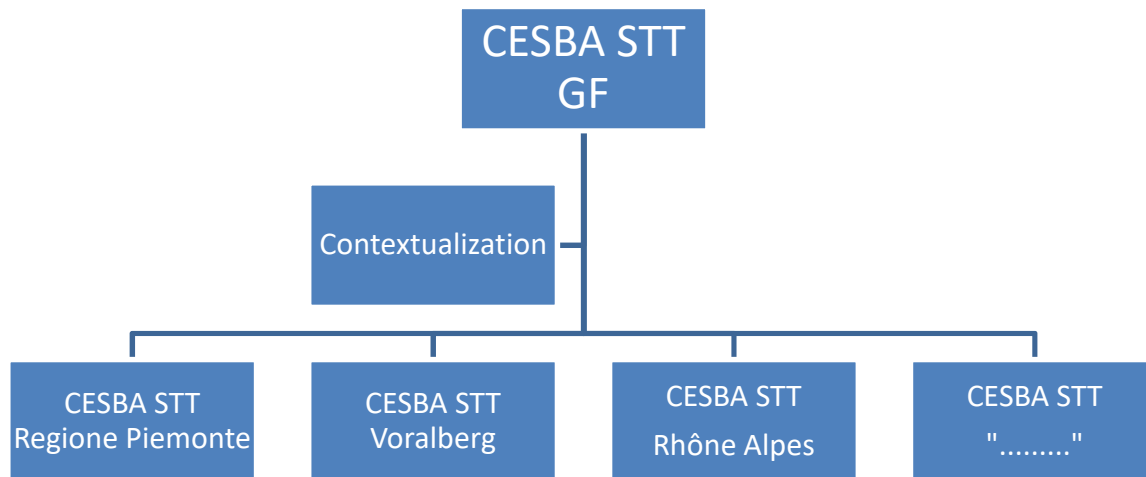 CESBA STT
GF
Contextualization
CESBA STT
Regione Piemonte
CESBA STT
Voralberg
CESBA STT
Rhône Alpes
CESBA STT
"........."